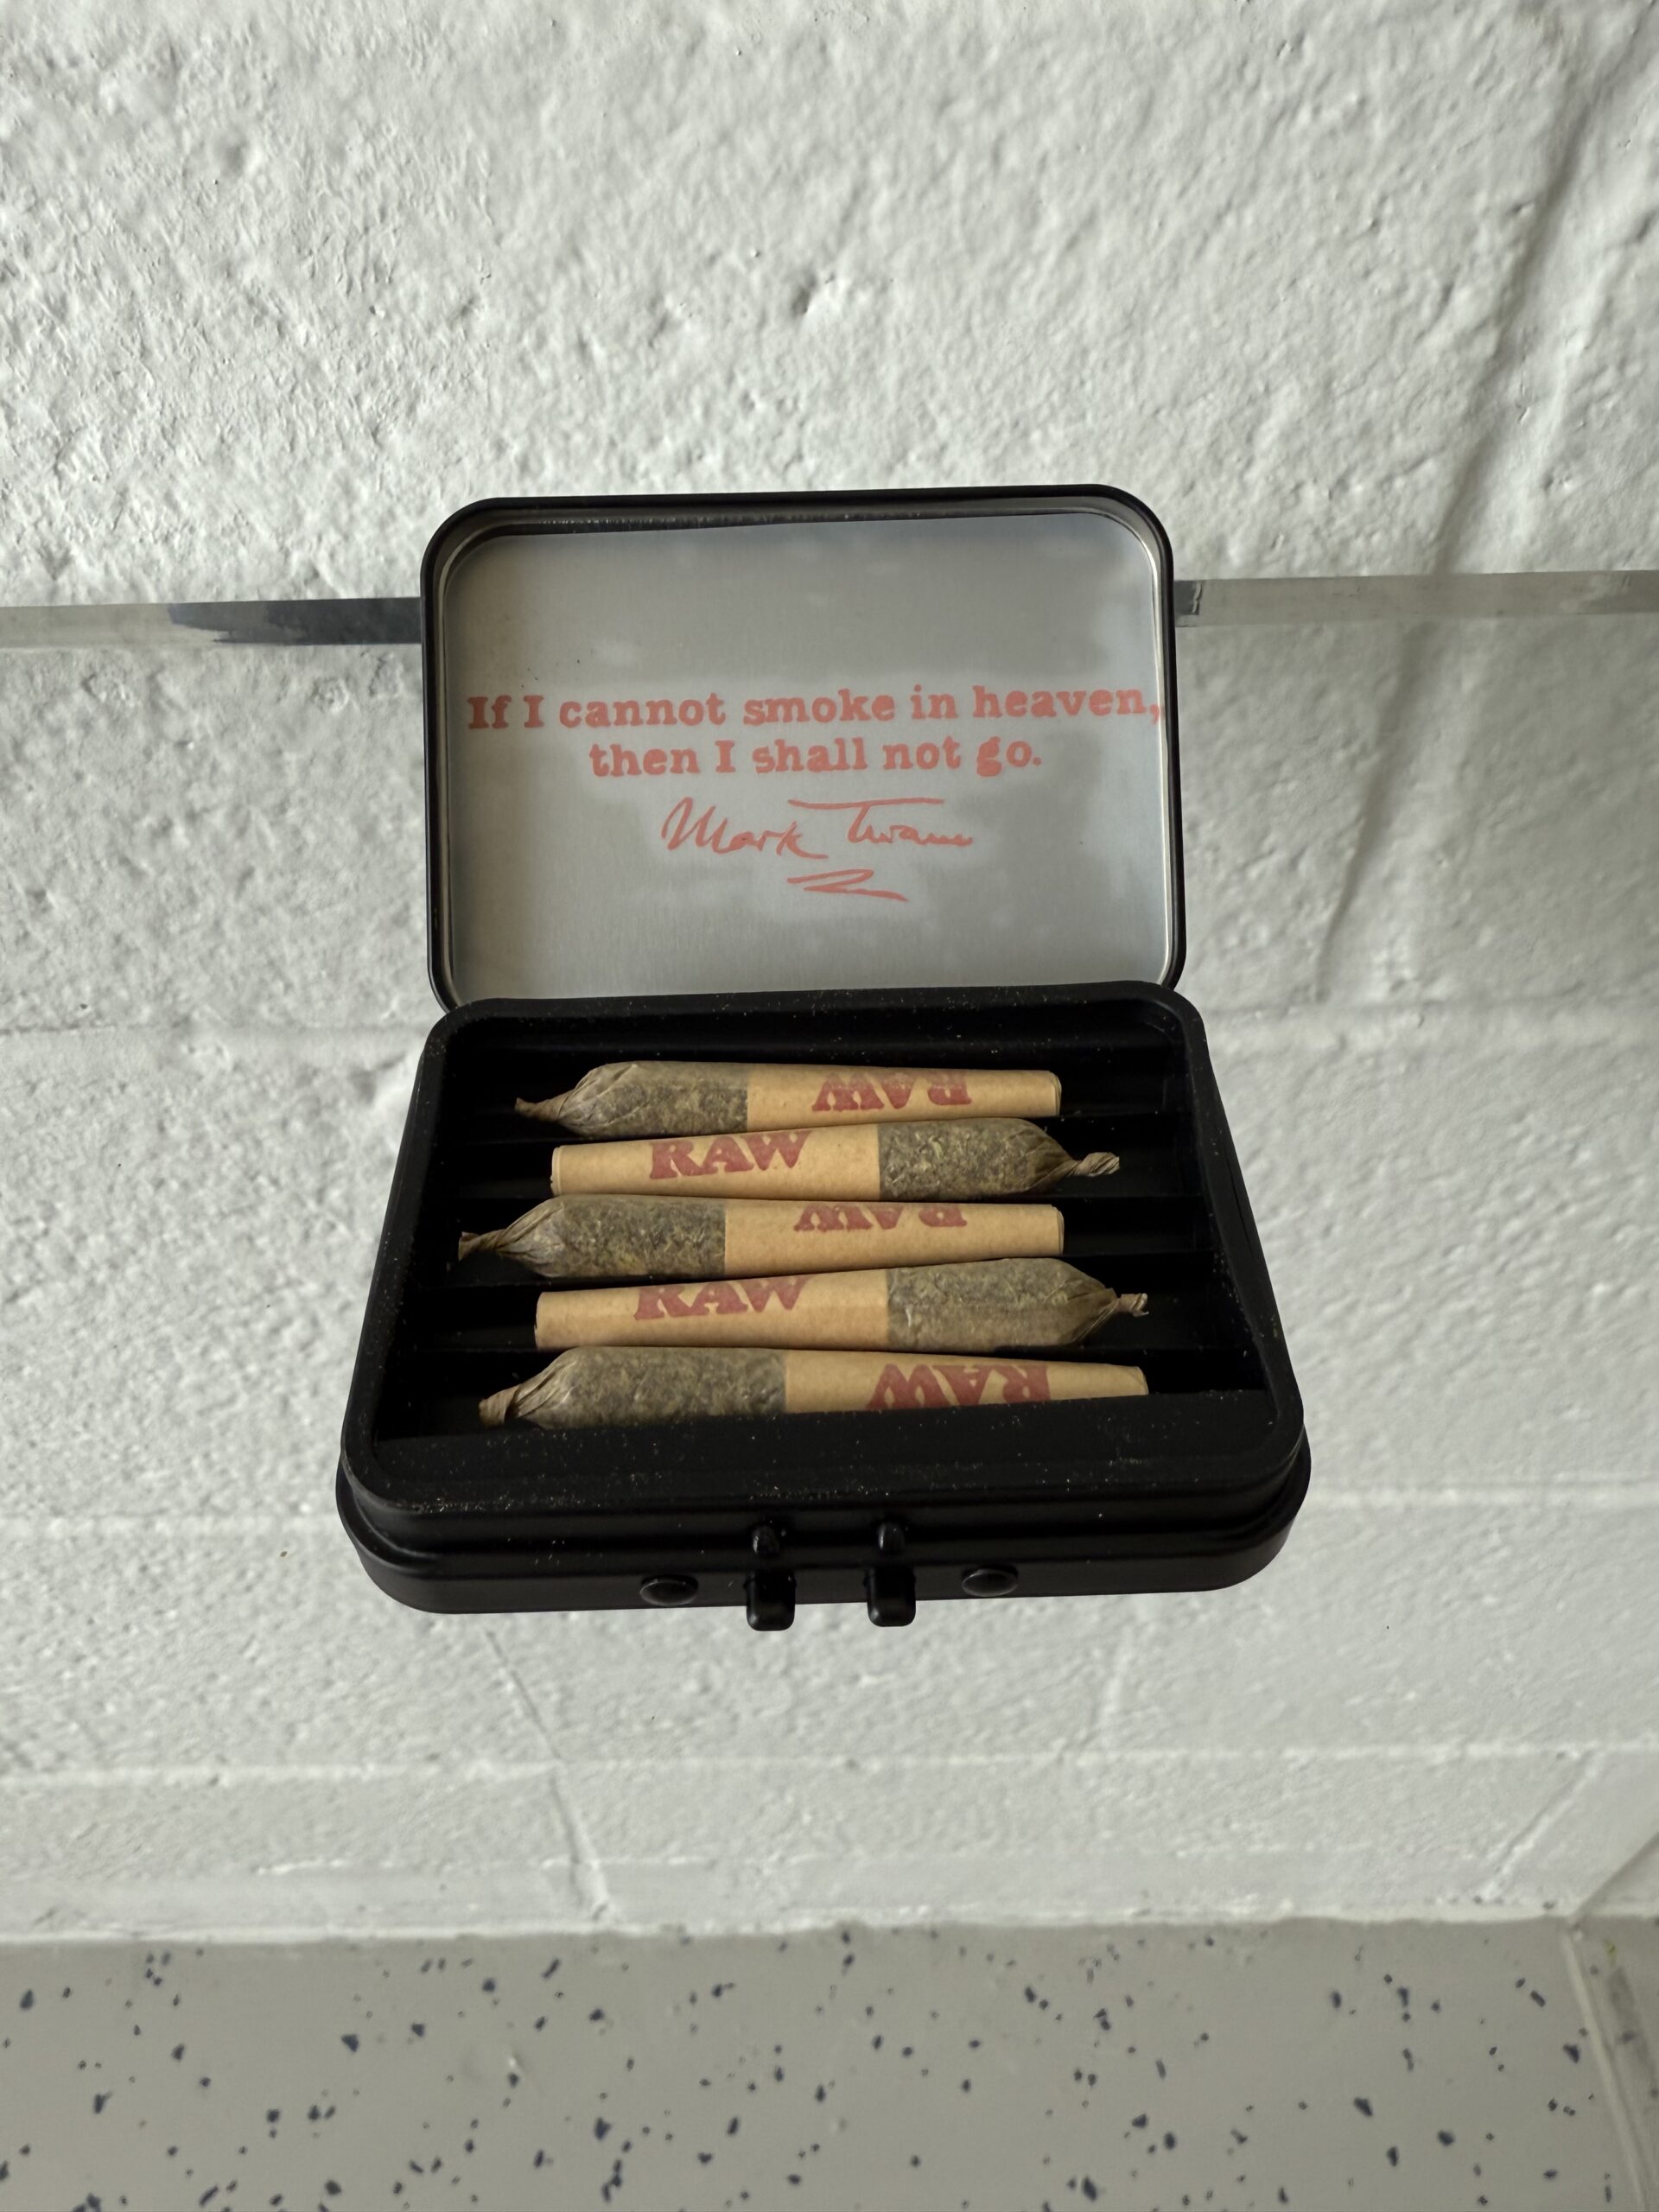 If I cannot smoke in heaven,
then I shall not go.
Mark Twain
RAW
RAW
RAW
RAW
RAW